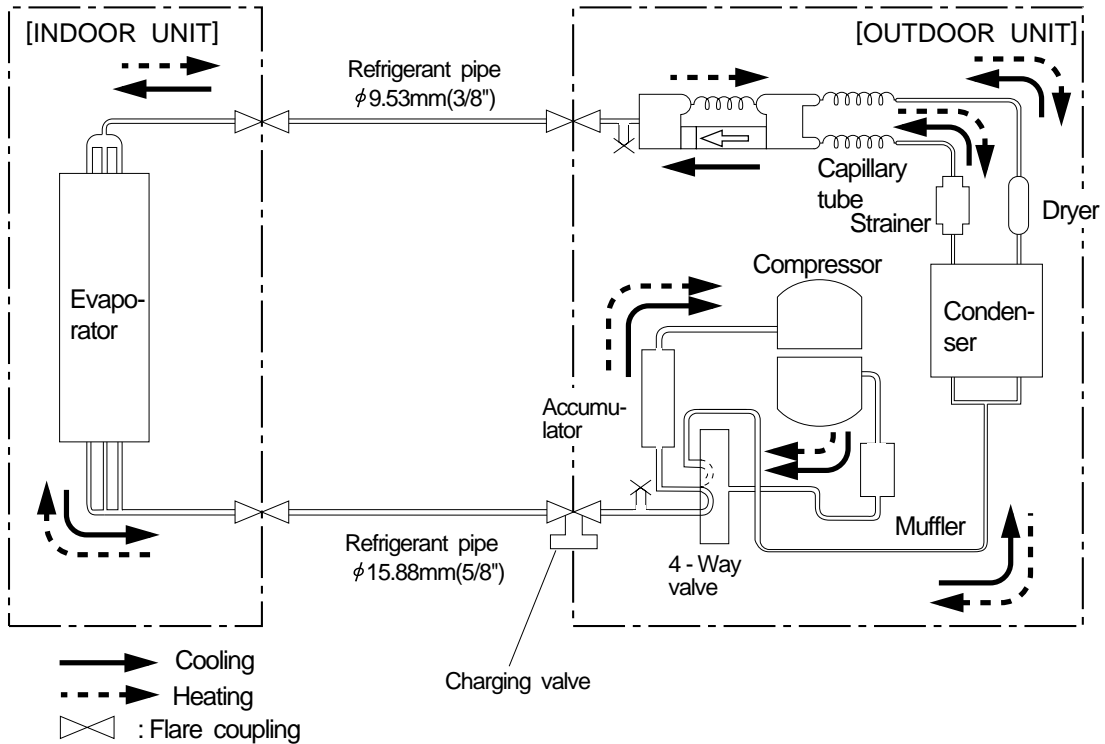 [INDOOR UNIT]
[OUTDOOR UNIT]
Refrigerant pipe
ϕ9.53mm(3/8")
Capillary
tube
Strainer
Dryer
Evapo-
rator
Compressor
Conden-
ser
Accumu-
lator
Muffler
Refrigerant pipe
ϕ15.88mm(5/8")
4 - Way
valve
Charging valve
Cooling
Heating
: Flare coupling